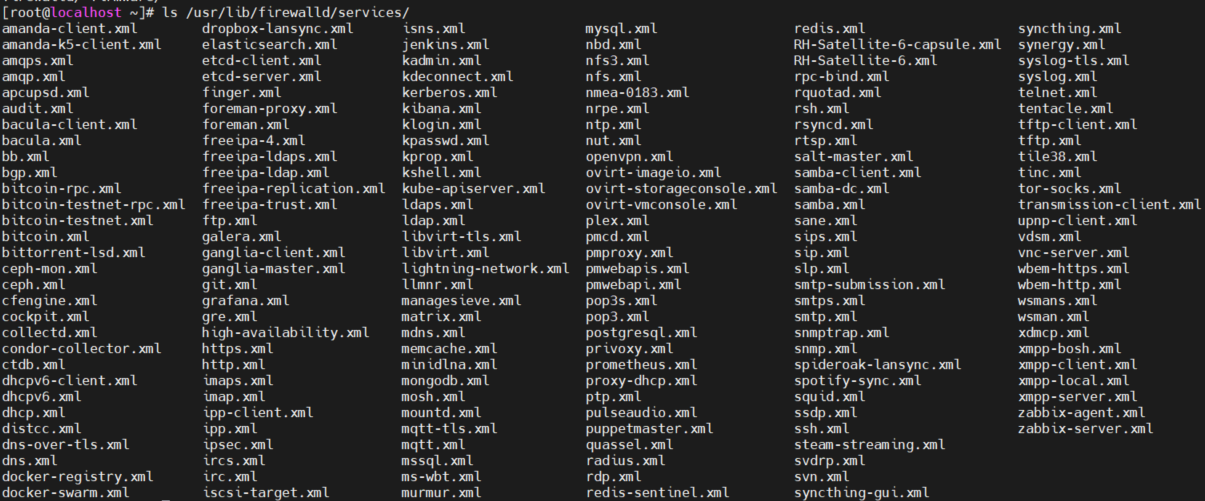 [root@localhost ~]# ls /usr/lib/firewalld/services/
amanda-client.xml dropbox-lansync.xml isns.xml mysql.xml redis.xml syncthing.xml
amanda-k5-client.xml elasticsearch.xml jenkins.xml nbd.xml RH-Satellite-6-capsule.xml synergy.xml
amqps.xml etcd-client.xml kadmin.xml nfs3.xml RH-Satellite-6.xml syslog-tls.xml
amqp.xml etcd-server.xml kdeconnect.xml nfs.xml rpc-bind.xml syslog.xml
apcupsd.xml finger.xml kerberos.xml nmea-0183.xml rquotad.xml telnet.xml
audit.xml foreman-proxy.xml kibana.xml nrpe.xml rsh.xml tentacle.xml
bacula-client.xml foreman.xml klogin.xml ntp.xml rsyncd.xml tftp-client.xml
bacula.xml freeipa-4.xml kpasswd.xml nut.xml rtsp.xml tftp.xml
bb.xml freeipa-ldaps.xml kprop.xml openvpn.xml salt-master.xml tile38.xml
bgp.xml freeipa-ldap.xml kshell.xml ovirt-imageio.xml samba-client.xml tinc.xml
bitcoin-rpc.xml freeipa-replication.xml kube-apiserver.xml ovirt-storageconsole.xml samba-dc.xml tor-socks.xml
bitcoin-testnet-rpc.xml freeipa-trust.xml ldaps.xml ovirt-vmconsole.xml samba.xml transmission-client.xml
bitcoin-testnet.xml ftp.xml ldap.xml plex.xml sane.xml upnp-client.xml
bitcoin.xml galera.xml libvirt-tls.xml pmcd.xml sips.xml vdsm.xml
bittorrent-lsd.xml ganglia-client.xml libvirt.xml pmproxy.xml sip.xml vnc-server.xml
ceph-mon.xml ganglia-master.xml lightning-network.xml pmwebapis.xml slp.xml wbem-https.xml
ceph.xml git.xml llmnr.xml pmwebapi.xml smtp-submission.xml wbem-http.xml
cfengine.xml grafana.xml managesieve.xml pop3s.xml smtps.xml wsmans.xml
cockpit.xml gre.xml matrix.xml pop3.xml smtp.xml wsman.xml
collectd.xml high-availability.xml mdns.xml postgresql.xml snmptrap.xml xdmcp.xml
condor-collector.xml https.xml memcache.xml privoxy.xml snmp.xml xmpp-bosh.xml
ctdb.xml http.xml minidlna.xml prometheus.xml spideroak-lansync.xml xmpp-client.xml
dhcpv6-client.xml imaps.xml mongodb.xml proxy-dhcp.xml spotify-sync.xml xmpp-local.xml
dhcpv6.xml imap.xml mosh.xml ptp.xml squid.xml xmpp-server.xml
dhcp.xml ipp-client.xml mountd.xml pulseaudio.xml ssdp.xml zabbix-agent.xml
distcc.xml ipp.xml mqtt-tls.xml puppetmaster.xml ssh.xml zabbix-server.xml
dns-over-tls.xml ipsec.xml mqtt.xml quassel.xml steam-streaming.xml
dns.xml ircs.xml mssql.xml radius.xml svdrp.xml
docker-registry.xml irc.xml ms-wbt.xml rdp.xml svn.xml
docker-swarm.xml iscsi-target.xml murmur.xml redis-sentinel.xml syncthing-gui.xml